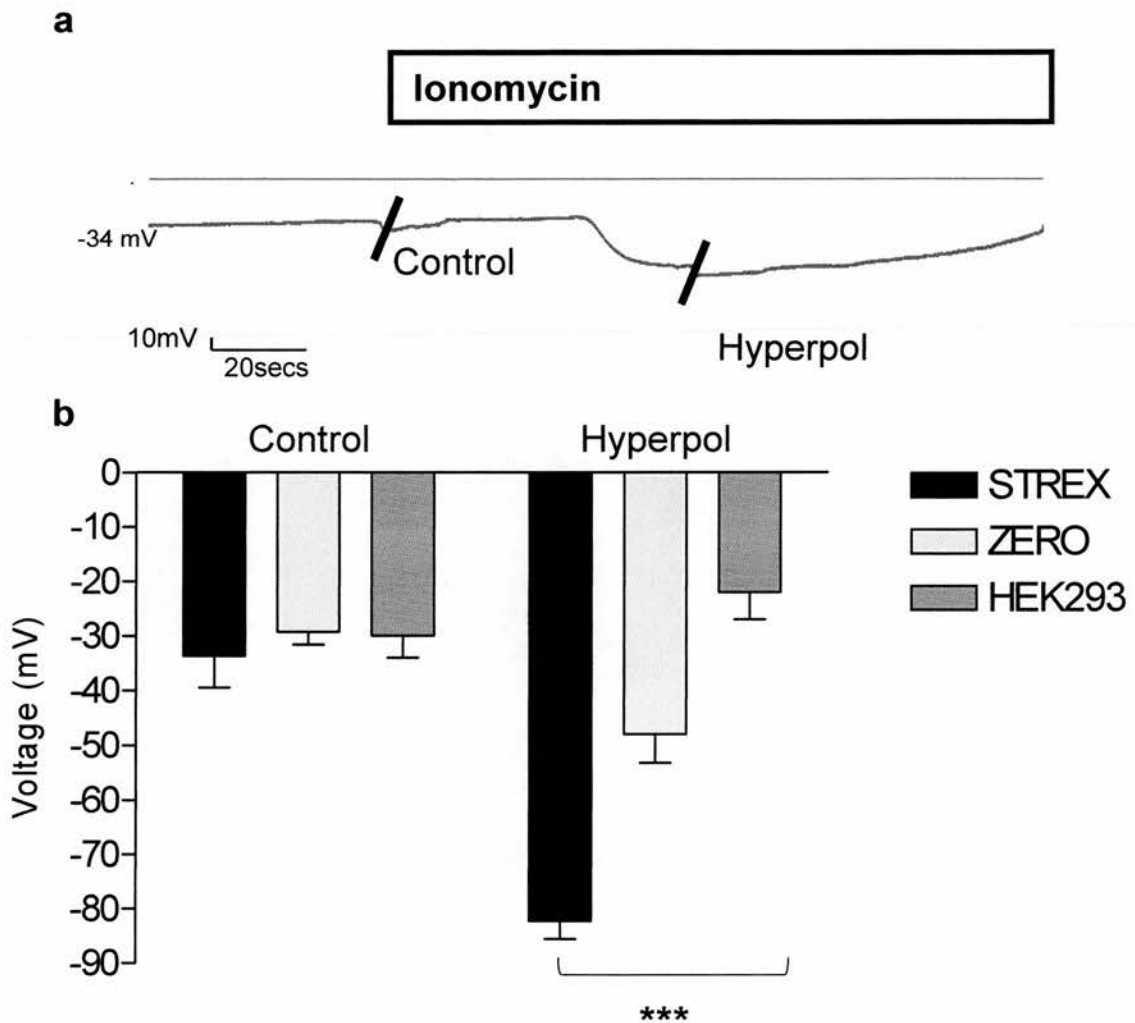 a
Ionomycin
-34 mV
Control
10mV
20secs
Hyperpol
b
Control
Hyperpol
0
-10
-20
-30
-40
-50
-60
-70
-80
-90
Voltage (mV)
STREX
ZERO
HEK293
***